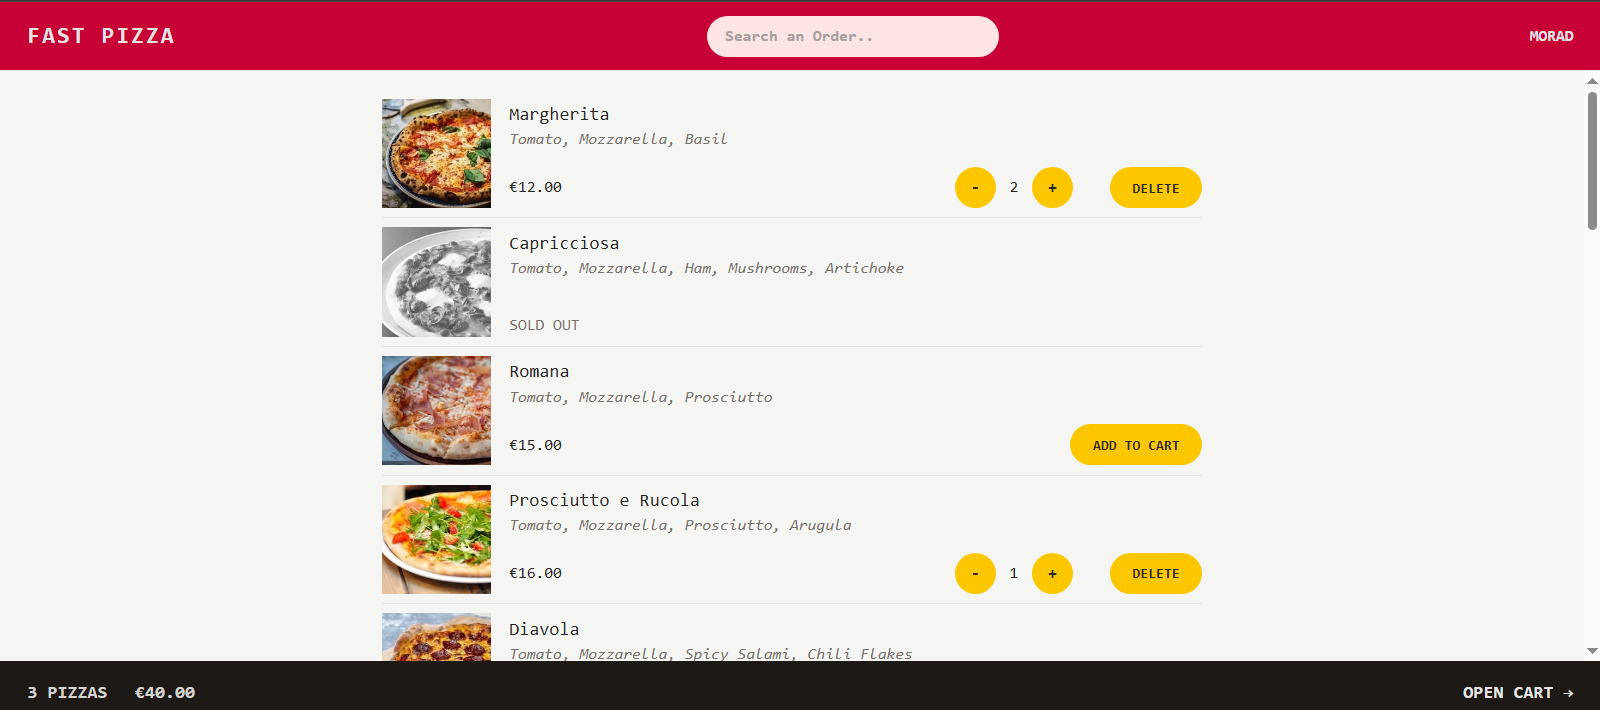 FAST PIZZA
Search an Order..
MORAD
Margherita
Tomato, Mozzarella, Basil
€12.00
- 2 +
DELETE
Capricciosa
Tomato, Mozzarella, Ham, Mushrooms, Artichoke
SOLD OUT
Romana
Tomato, Mozzarella, Prosciutto
€15.00
ADD TO CART
Prosciutto e Rucola
Tomato, Mozzarella, Prosciutto, Arugula
€16.00
- 1 +
DELETE
Diavola
Tomato, Mozzarella, Spicy Salami, Chili Flakes
3 PIZZAS €40.00
OPEN CART →